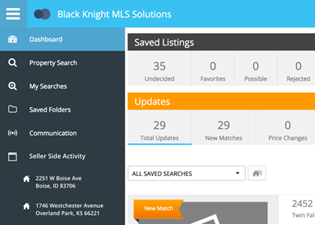 Black Knight MLS Solutions
Dashboard
Property Search
My Searches
Saved Folders
Communication
Seller Side Activity
2251 W Boise Ave
Boise, ID 83706
1746 Westchester Avenue
Overland Park, KS 66221
Saved Listings
35 0 0 0
Undecided Favorites Possible Rejected
Updates
29 29 0
Total Updates New Matches Price Changes
ALL SAVED SEARCHES
New Match
2452
Twin Fal